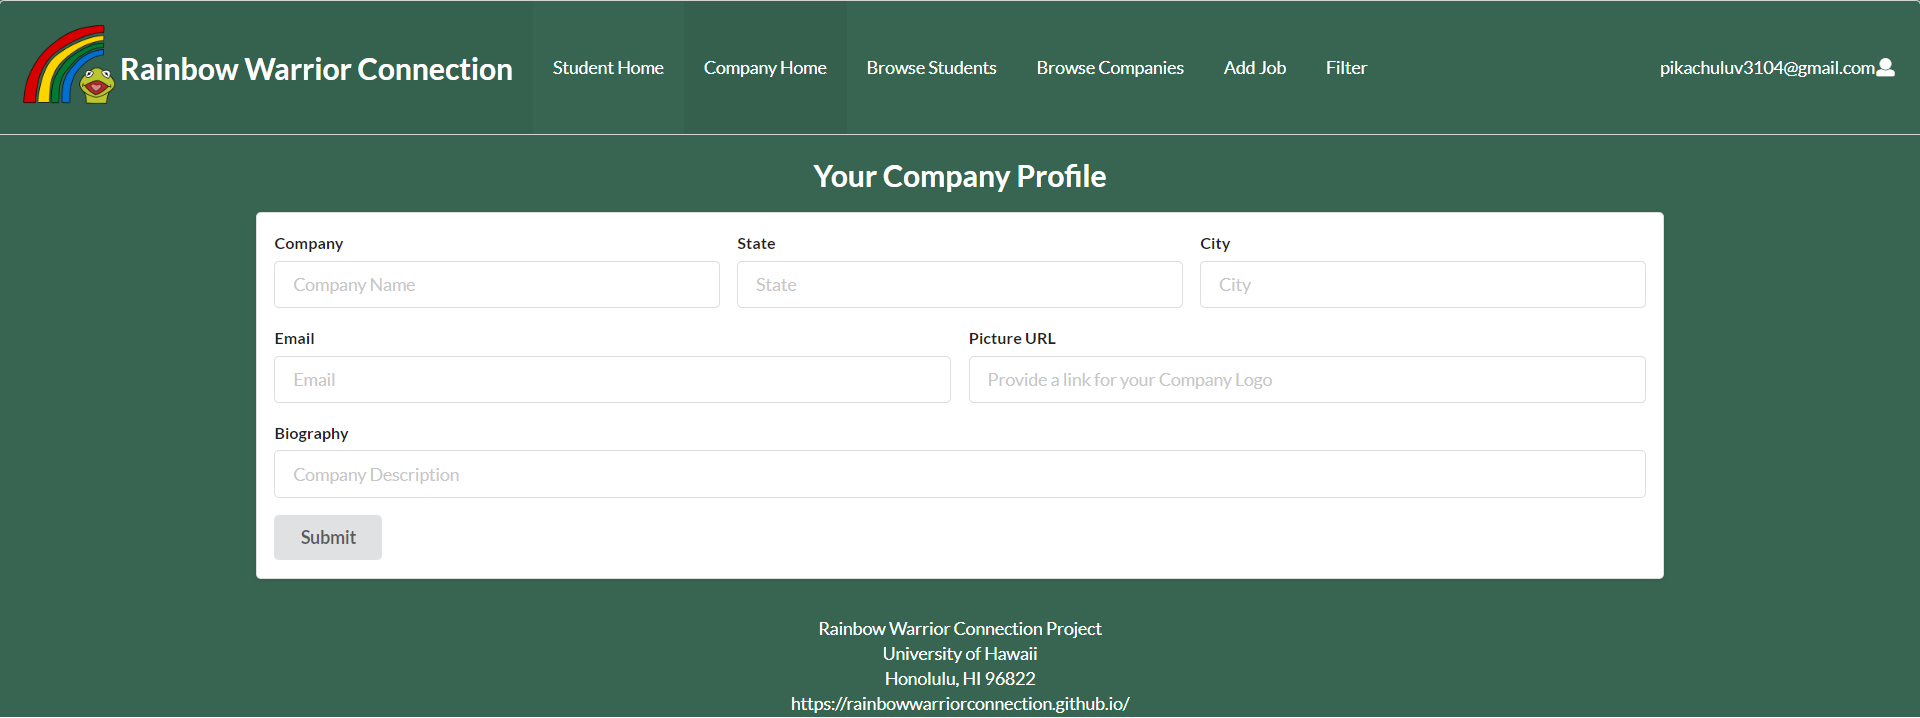 Rainbow Warrior Connection Student Home Company Home Browse Students Browse Companies Add Job Filter pikachuluv3104@gmail.com
Your Company Profile
Company State City
Company Name State City
Email Picture URL
Email Provide a link for your Company Logo
Biography
Company Description
Submit
Rainbow Warrior Connection Project
University of Hawaii
Honolulu, HI 96822
https://rainbowwarriorconnection.github.io/